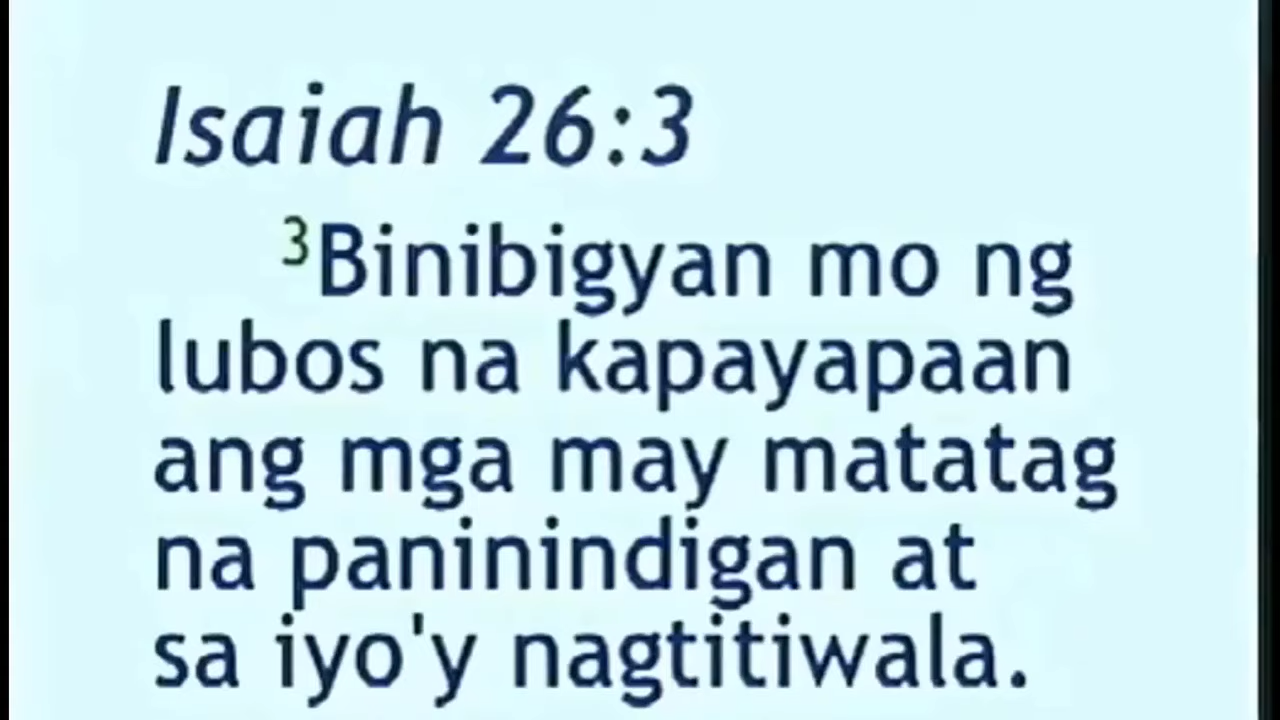 Isaiah 26:3
³Binibigyan mo ng
lubos na kapayapaan
ang mga may matatag
na paninindigan at
sa iyo'y nagtitiwala.